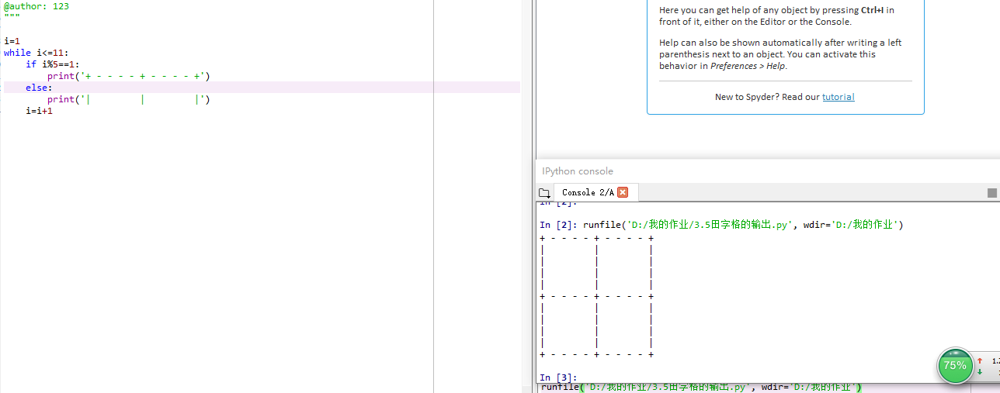 @author: 123
"""
i=1
while i<=11:
    if i%5==1:
        print('+ - - - - + - - - - +')
    else:
        print('|         |         |')
    i=i+1
Here you can get help of any object by pressing Ctrl+I in
front of it, either on the Editor or the Console.
Help can also be shown automatically after writing a left
parenthesis next to an object. You can activate this
behavior in Preferences > Help.
New to Spyder? Read our tutorial
IPython console
Console 2/A
In [2]:
In [2]: runfile('D:/我的作业/3.5田字格的输出.py', wdir='D:/我的作业')
+ - - - - + - - - - +
|         |         |
|         |         |
|         |         |
|         |         |
+ - - - - + - - - - +
|         |         |
|         |         |
|         |         |
|         |         |
+ - - - - + - - - - +
In [3]:
runfile('D:/我的作业/3.5田字格的输出.py', wdir='D:/我的作业')
75%